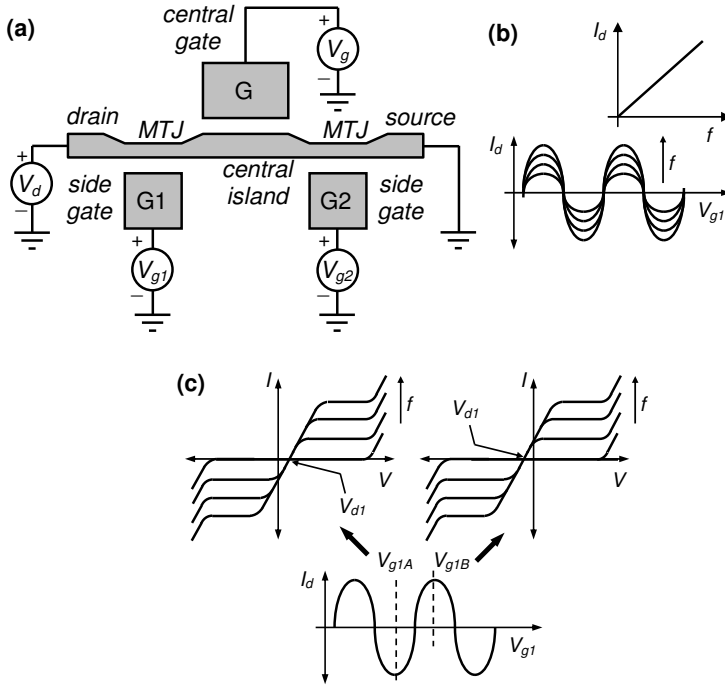 (a)
central
gate
+
Vg
−
G
drain
MTJ
MTJ
source
+
Vd
−
side
gate
G1
central
island
G2
side
gate
+
Vg1
−
+
Vg2
−
(b)
Id
f
Id
f
Vg1
(c)
I
f
V
Vd1
I
f
V
Vd1
Vg1A
Vg1B
Id
Vg1